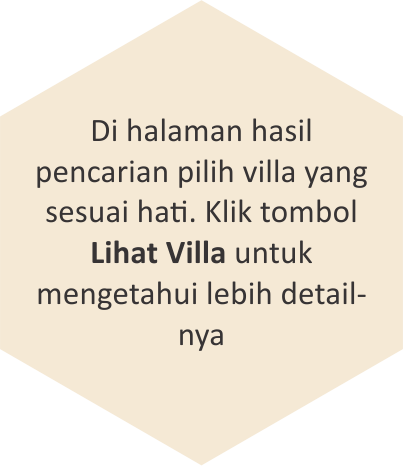 Di halaman hasil
pencarian pilih villa yang
sesuai hati. Klik tombol
Lihat Villa untuk
mengetahui lebih detail-
nya